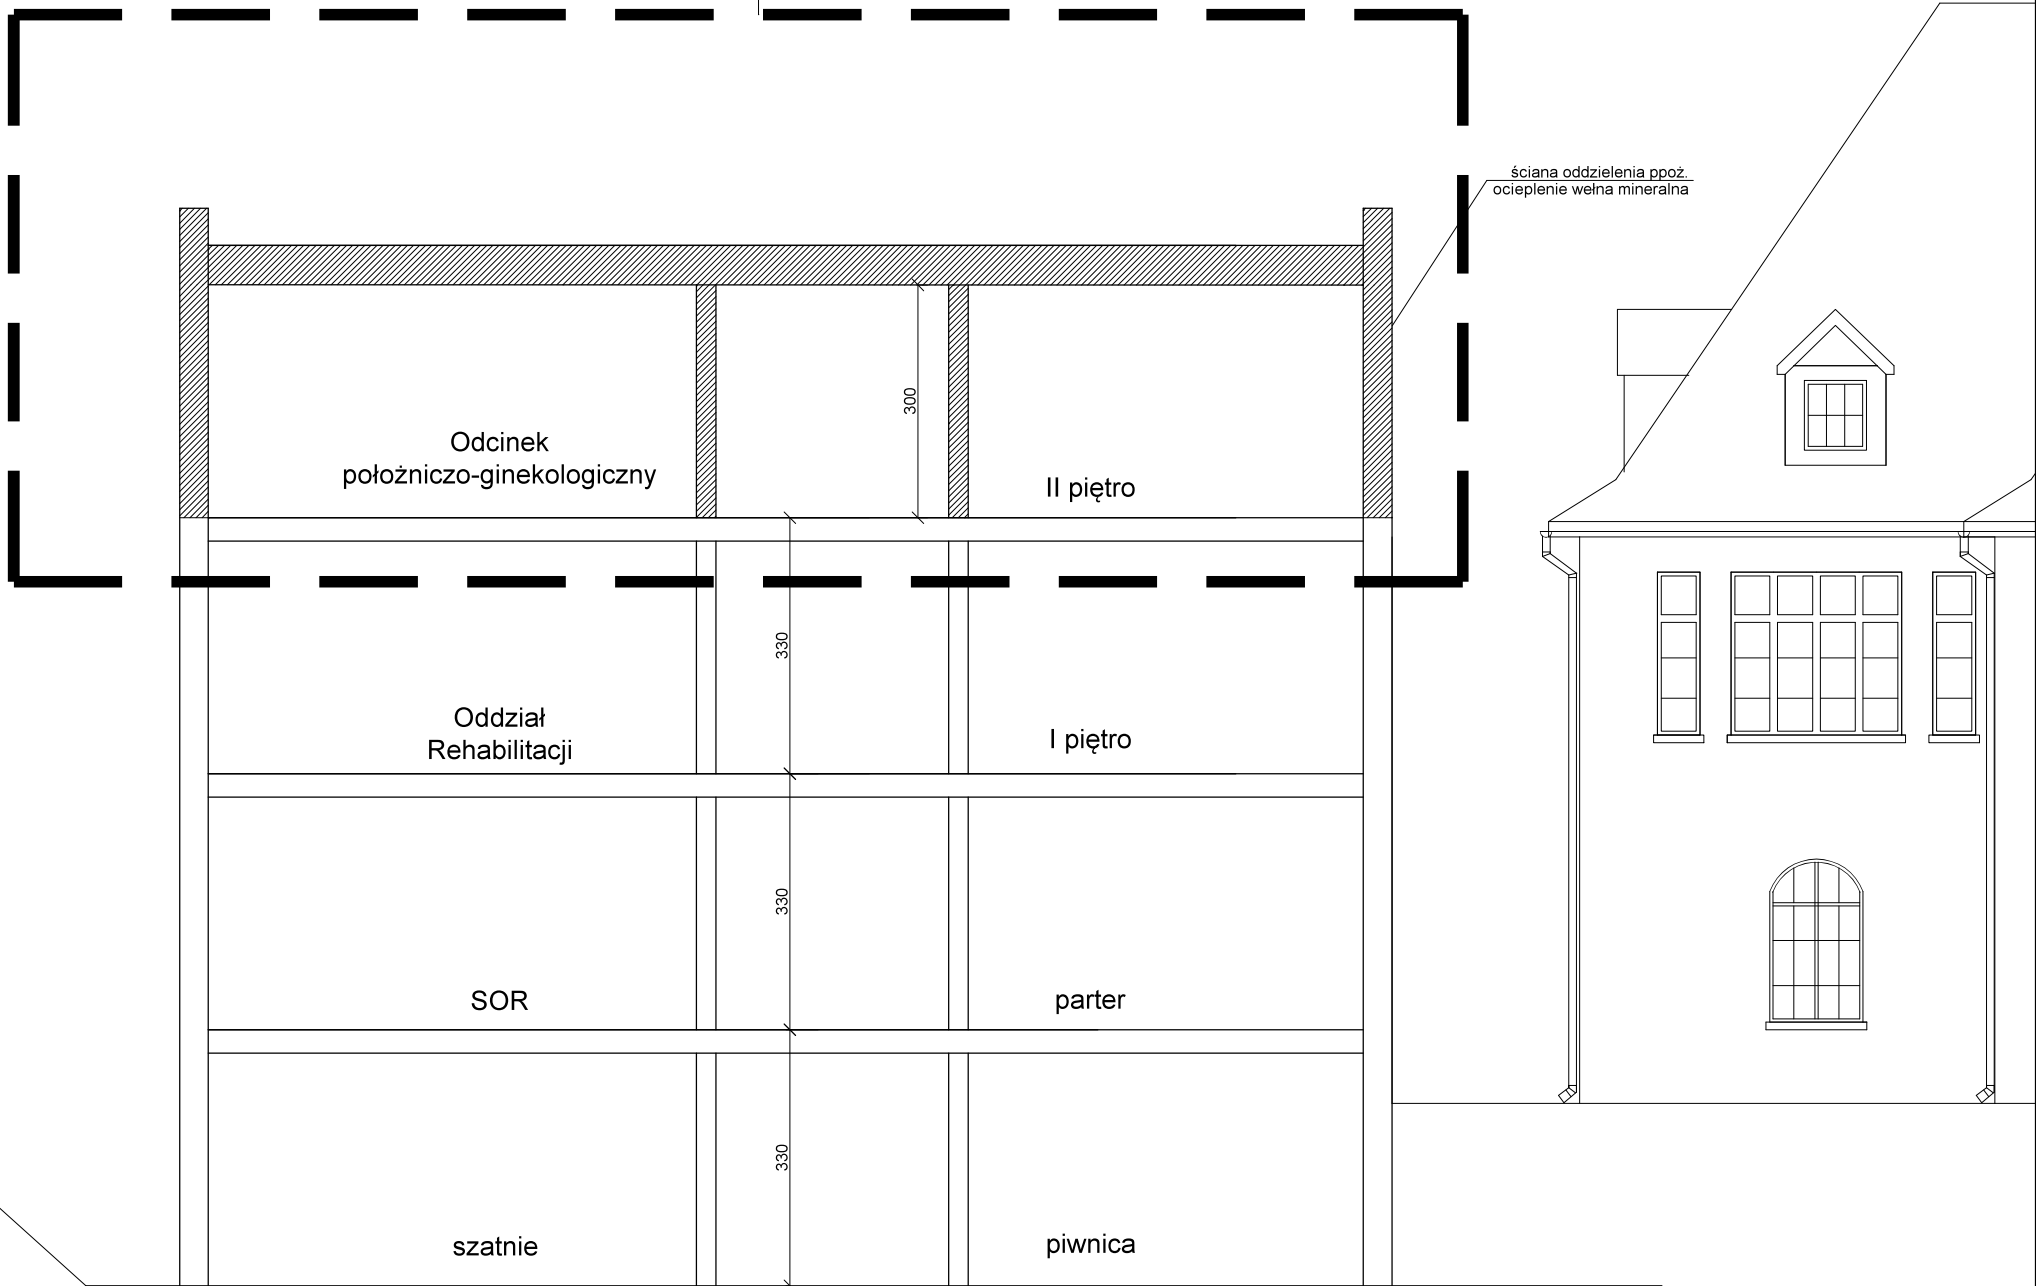 ściana oddzielenia ppoż.
ocieplenie wełna mineralna
300
Odcinek
położniczo-ginekologiczny
II piętro
330
Oddział
Rehabilitacji
I piętro
330
SOR
parter
330
szatnie
piwnica